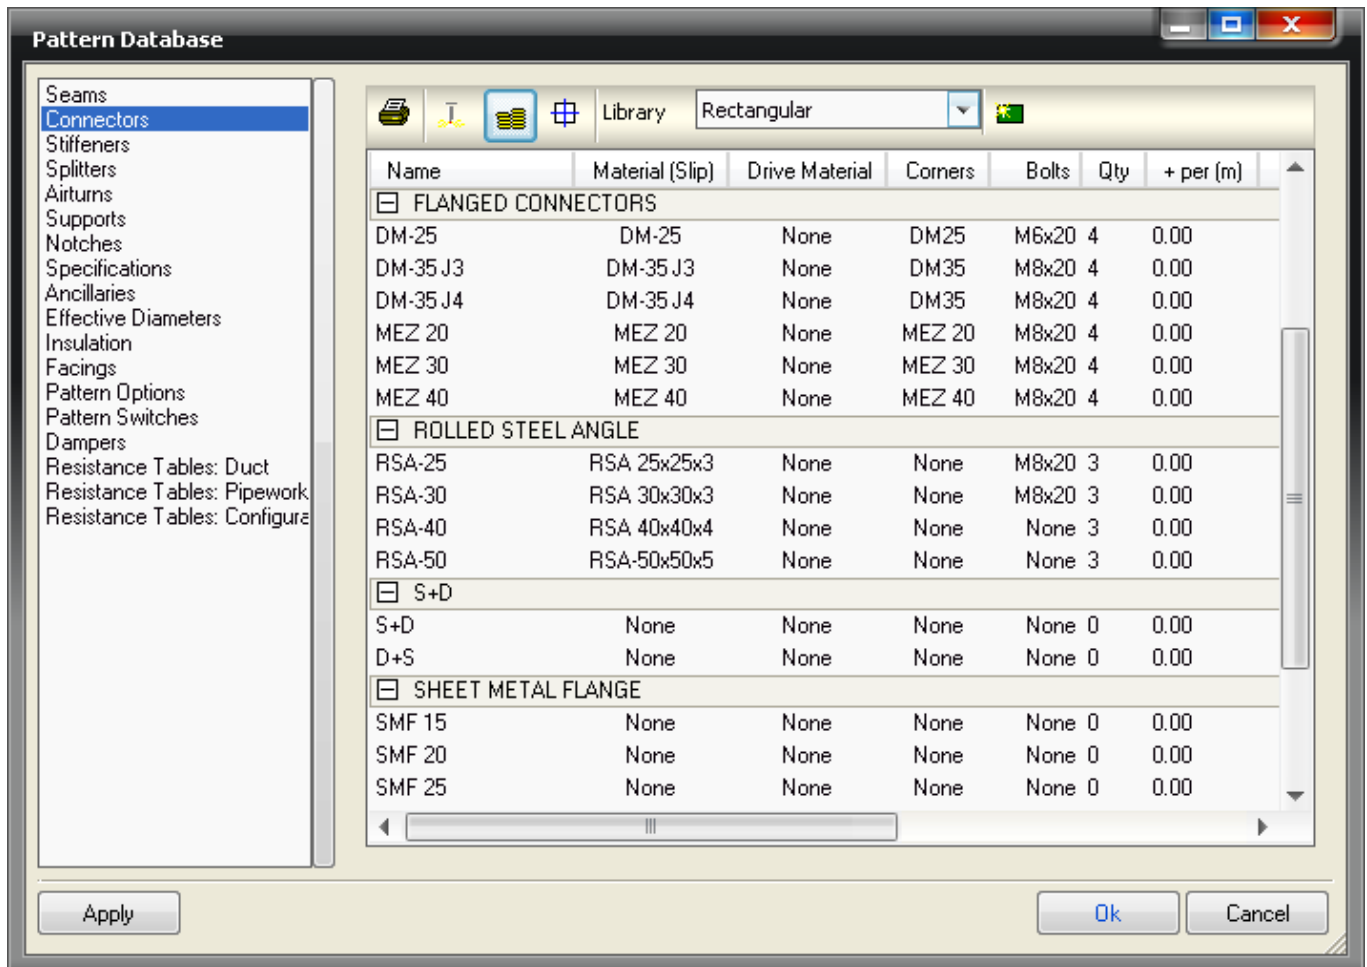 Pattern Database
Seams
Connectors
Stiffeners
Splitters
Airturns
Supports
Notches
Specifications
Ancillaries
Effective Diameters
Insulation
Facings
Pattern Options
Pattern Switches
Dampers
Resistance Tables: Duct
Resistance Tables: Pipework
Resistance Tables: Configura
Library Rectangular
Name Material (Slip) Drive Material Corners Bolts Qty + per (m)
FLANGED CONNECTORS
DM-25 DM-25 None DM25 M6x20 4 0.00
DM-35 J3 DM-35 J3 None DM35 M8x20 4 0.00
DM-35 J4 DM-35 J4 None DM35 M8x20 4 0.00
MEZ 20 MEZ 20 None MEZ 20 M8x20 4 0.00
MEZ 30 MEZ 30 None MEZ 30 M8x20 4 0.00
MEZ 40 MEZ 40 None MEZ 40 M8x20 4 0.00
ROLLED STEEL ANGLE
RSA-25 RSA 25x25x3 None None M8x20 3 0.00
RSA-30 RSA 30x30x3 None None M8x20 3 0.00
RSA-40 RSA 40x40x4 None None None 3 0.00
RSA-50 RSA-50x50x5 None None None 3 0.00
S+D
S+D None None None None 0 0.00
D+S None None None None 0 0.00
SHEET METAL FLANGE
SMF 15 None None None None 0 0.00
SMF 20 None None None None 0 0.00
SMF 25 None None None None 0 0.00
Apply Ok Cancel